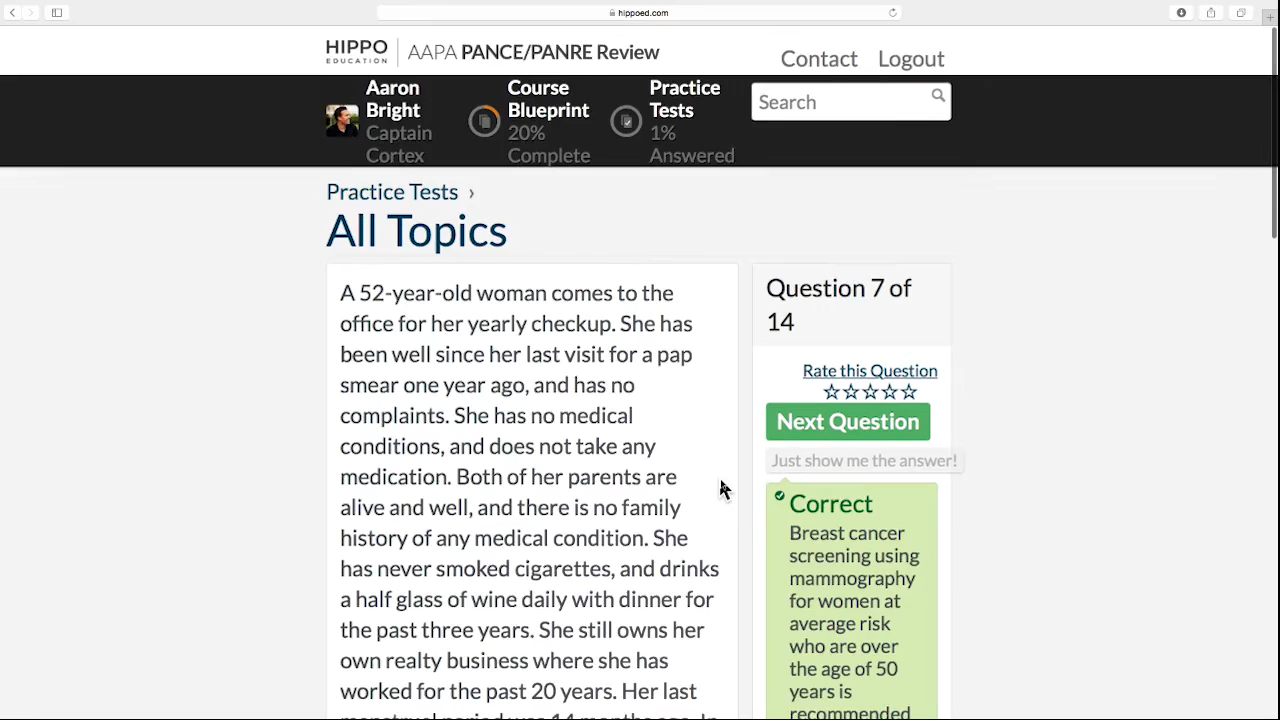 hippoed.com
HIPPO
EDUCATION
AAPA PANCE/PANRE Review
Contact Logout
Aaron
Bright
Captain
Cortex
Course
Blueprint
20%
Complete
Practice
Tests
1%
Answered
Search
Practice Tests ›
All Topics
A 52-year-old woman comes to the
office for her yearly checkup. She has
been well since her last visit for a pap
smear one year ago, and has no
complaints. She has no medical
conditions, and does not take any
medication. Both of her parents are
alive and well, and there is no family
history of any medical condition. She
has never smoked cigarettes, and drinks
a half glass of wine daily with dinner for
the past three years. She still owns her
own realty business where she has
worked for the past 20 years. Her last
menstrual period was 14 months ago. In
Question 7 of
14
Rate this Question
Next Question
Just show me the answer!
Correct
Breast cancer
screening using
mammography
for women at
average risk
who are over
the age of 50
years is
recommended